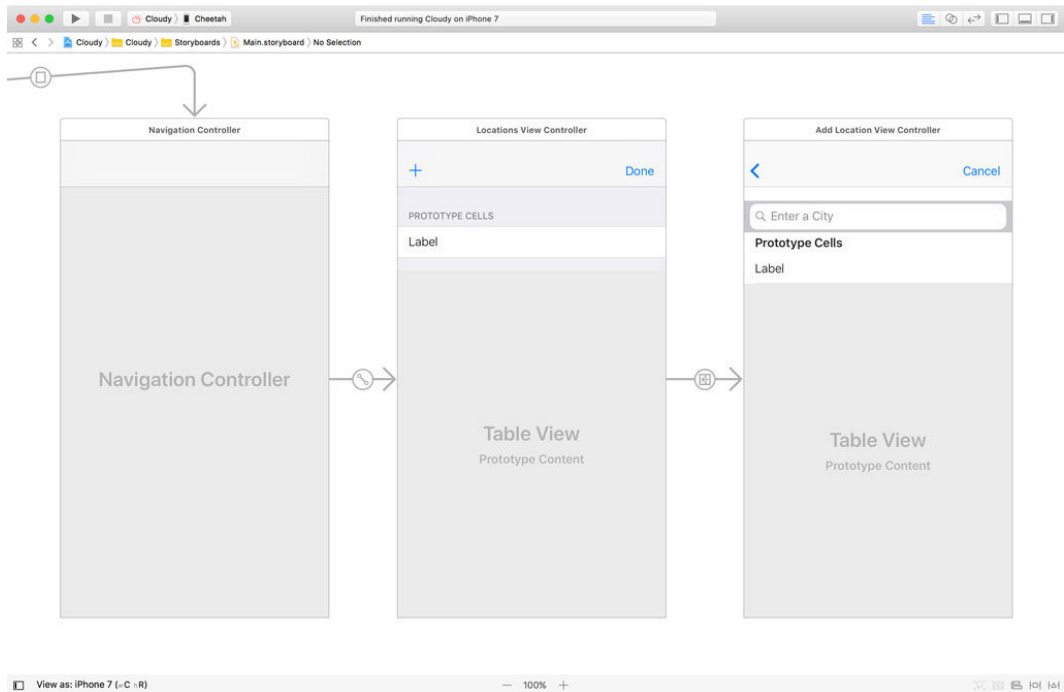 Cloudy Cheetah
Finished running Cloudy on iPhone 7
Cloudy Cloudy Storyboards Main.storyboard No Selection
Navigation Controller
Locations View Controller
Add Location View Controller
+ Done
Cancel
PROTOTYPE CELLS
Label
Enter a City
Prototype Cells
Label
Navigation Controller
Table View
Prototype Content
Table View
Prototype Content
View as: iPhone 7 (wC hR)
— 100% +